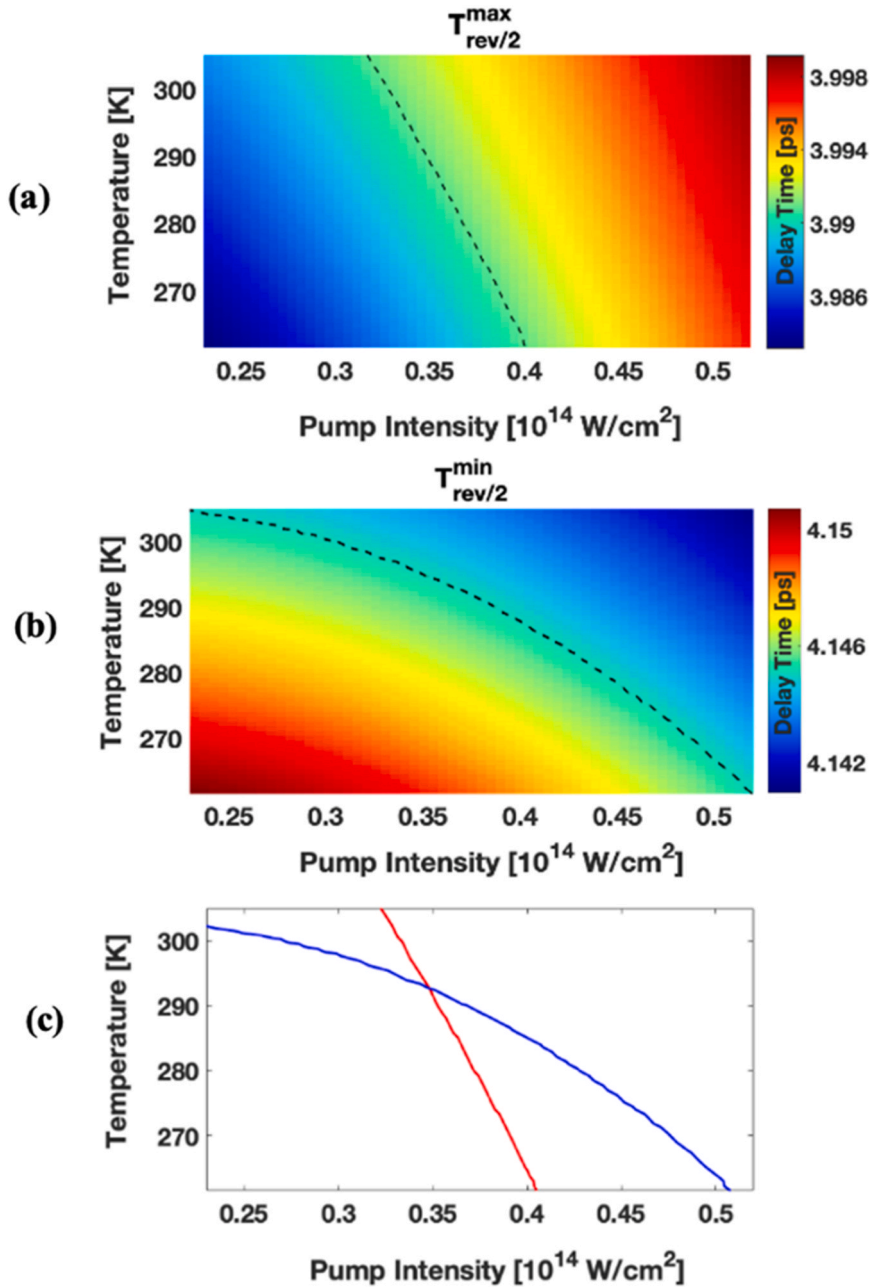 T^max_rev/2
(a)
Temperature [K]
300
290
280
270
0.25 0.3 0.35 0.4 0.45 0.5
Pump Intensity [10^14 W/cm^2]
Delay Time [ps]
3.998
3.994
3.99
3.986
T^min_rev/2
(b)
Temperature [K]
300
290
280
270
0.25 0.3 0.35 0.4 0.45 0.5
Pump Intensity [10^14 W/cm^2]
Delay Time [ps]
4.15
4.146
4.142
(c)
Temperature [K]
300
290
280
270
0.25 0.3 0.35 0.4 0.45 0.5
Pump Intensity [10^14 W/cm^2]